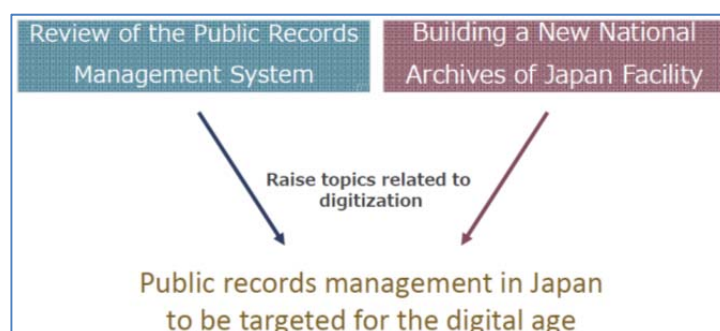 Review of the Public Records
Management System
Building a New National
Archives of Japan Facility
Raise topics related to
digitization
Public records management in Japan
to be targeted for the digital age